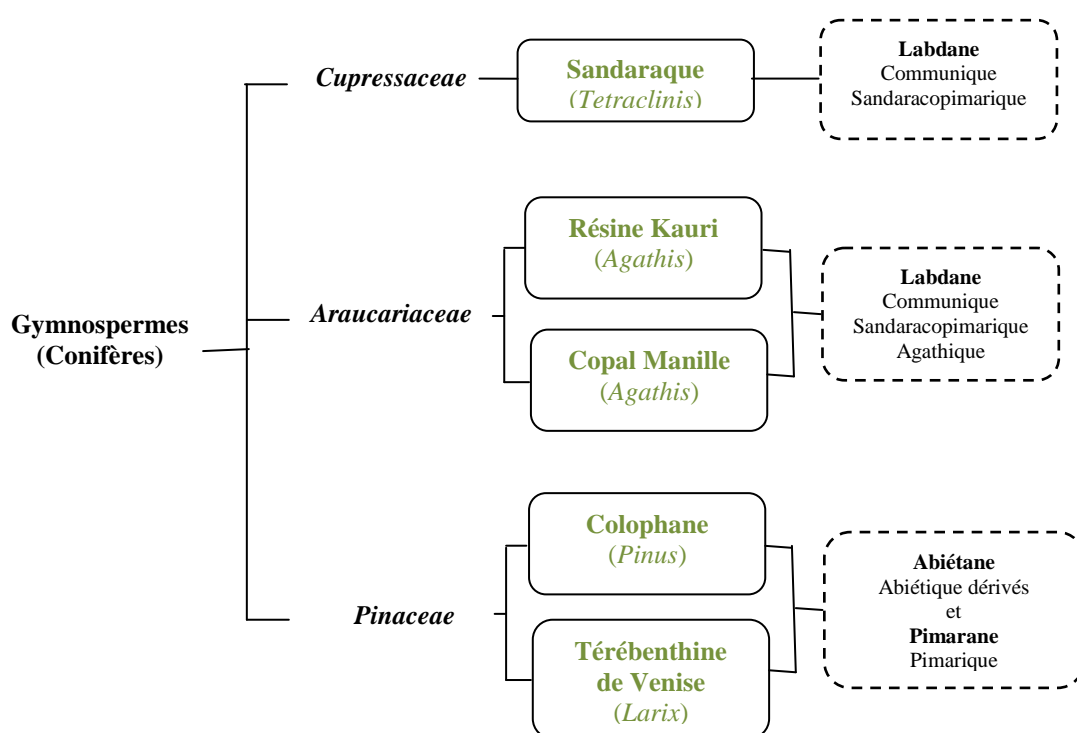 Gymnospermes
(Conifères)
Cupressaceae
Sandaraque
(Tetraclinis)
Labdane
Communique
Sandaracopimarique
Araucariaceae
Résine Kauri
(Agathis)
Copal Manille
(Agathis)
Labdane
Communique
Sandaracopimarique
Agathique
Pinaceae
Colophane
(Pinus)
Térébenthine
de Venise
(Larix)
Abiétane
Abiétique dérivés
et
Pimarane
Pimarique